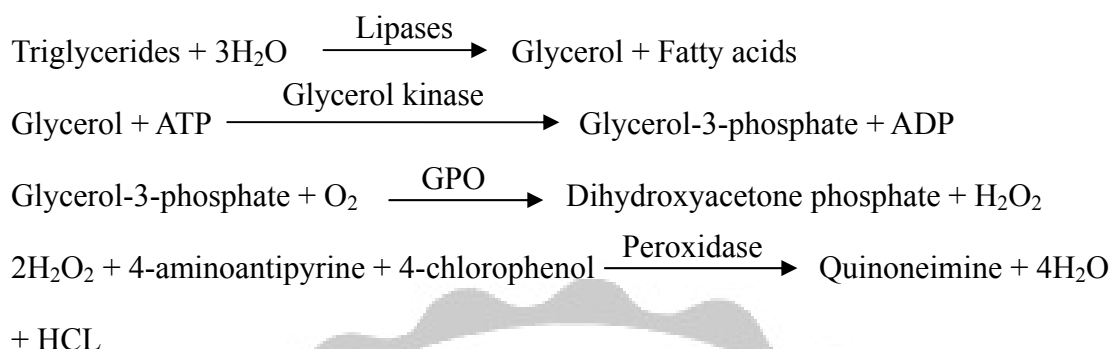 Lipases
Triglycerides + 3H₂O → Glycerol + Fatty acids
Glycerol kinase
Glycerol + ATP → Glycerol-3-phosphate + ADP
GPO
Glycerol-3-phosphate + O₂ → Dihydroxyacetone phosphate + H₂O₂
Peroxidase
2H₂O₂ + 4-aminoantipyrine + 4-chlorophenol → Quinoneimine + 4H₂O
+ HCL